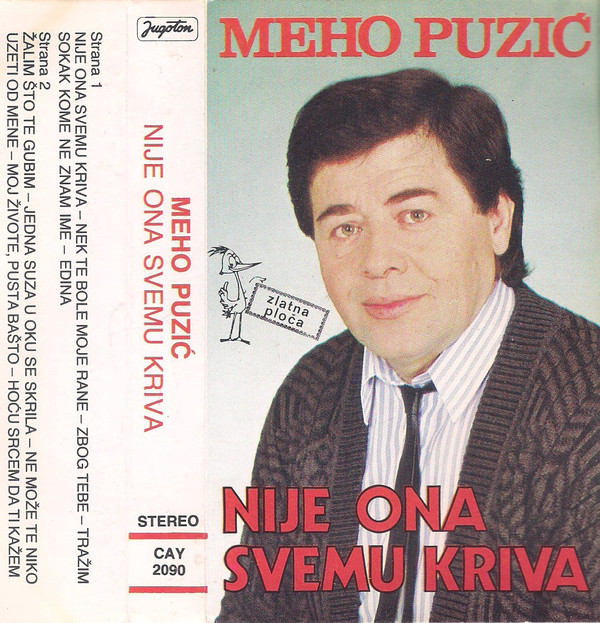 Strana 1
NIJE ONA SVEMU KRIVA – NEK TE BOLE MOJE RANE – ZBOG TEBE – TRAŽIM
SOKAK KOME NE ZNAM IME – EDINA
Strana 2
ŽALIM ŠTO TE GUBIM – JEDNA SUZA U OKU SE SKRILA – NE MOŽE TE NIKO
UZETI OD MENE – MOJ ŽIVOTE, PUSTA BAŠTO – HOĆU SRCEM DA TI KAŽEM
Jugoton
MEHO PUZIĆ
NIJE ONA SVEMU KRIVA
STEREO
CAY
2090
MEHO PUZIĆ
zlatna
ploča
NIJE ONA
SVEMU KRIVA